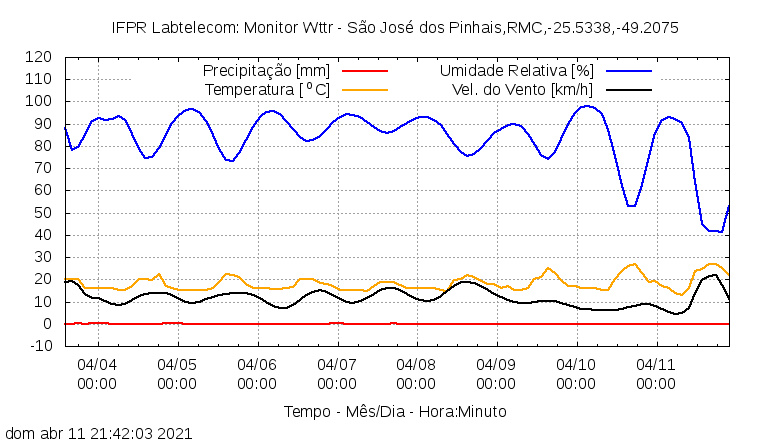 IFPR Labtelecom: Monitor Wttr - São José dos Pinhais,RMC,-25.5338,-49.2075
120
110
100
90
80
70
60
50
40
30
20
10
0
-10
Precipitação [mm]
Temperatura [ ⁰C]
Umidade Relativa [%]
Vel. do Vento [km/h]
04/04 04/05 04/06 04/07 04/08 04/09 04/10 04/11
00:00 00:00 00:00 00:00 00:00 00:00 00:00 00:00
Tempo - Mês/Dia - Hora:Minuto
dom abr 11 21:42:03 2021